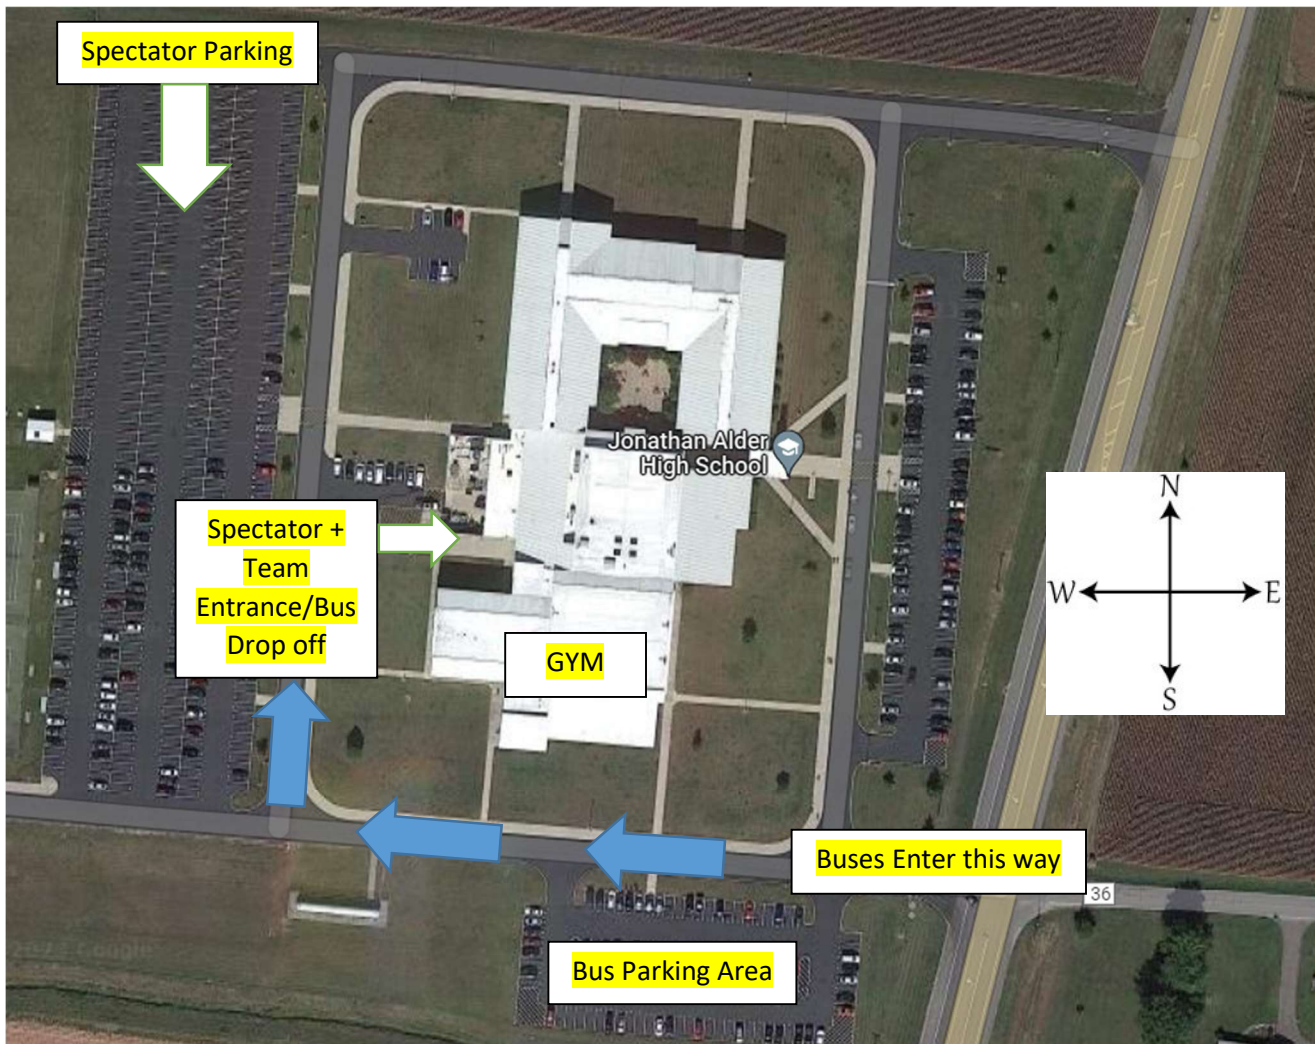 Spectator Parking
Jonathan Alder
High School
N
W
E
S
Spectator +
Team
Entrance/Bus
Drop off
GYM
Buses Enter this way
36
Bus Parking Area